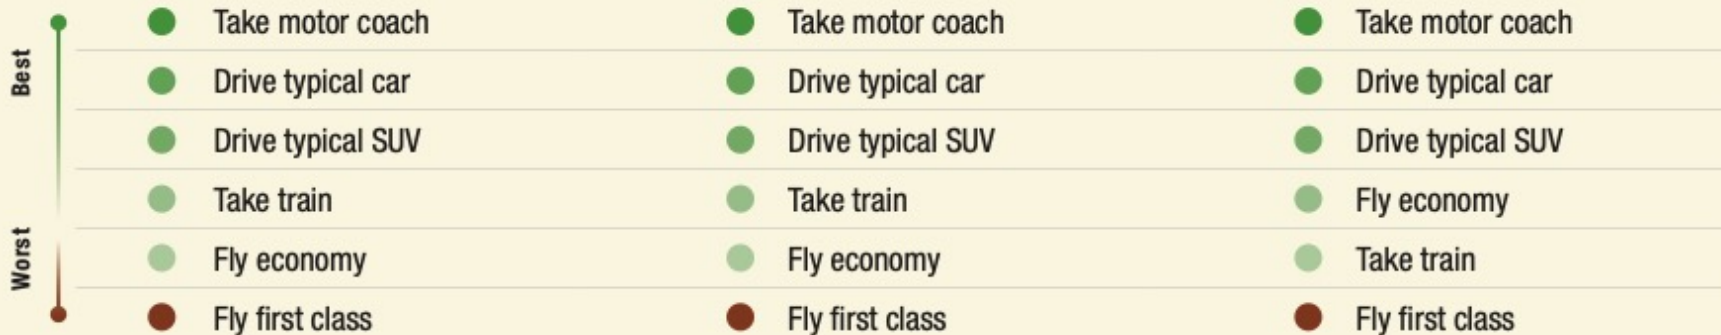 Best
Take motor coach Take motor coach Take motor coach
Drive typical car Drive typical car Drive typical car
Drive typical SUV Drive typical SUV Drive typical SUV
Take train Take train Fly economy
Worst
Fly economy Fly economy Take train
Fly first class Fly first class Fly first class